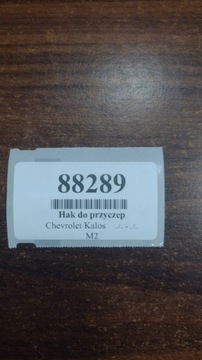 88289
Hak do przyczep
Chevrolet Kalos
M2